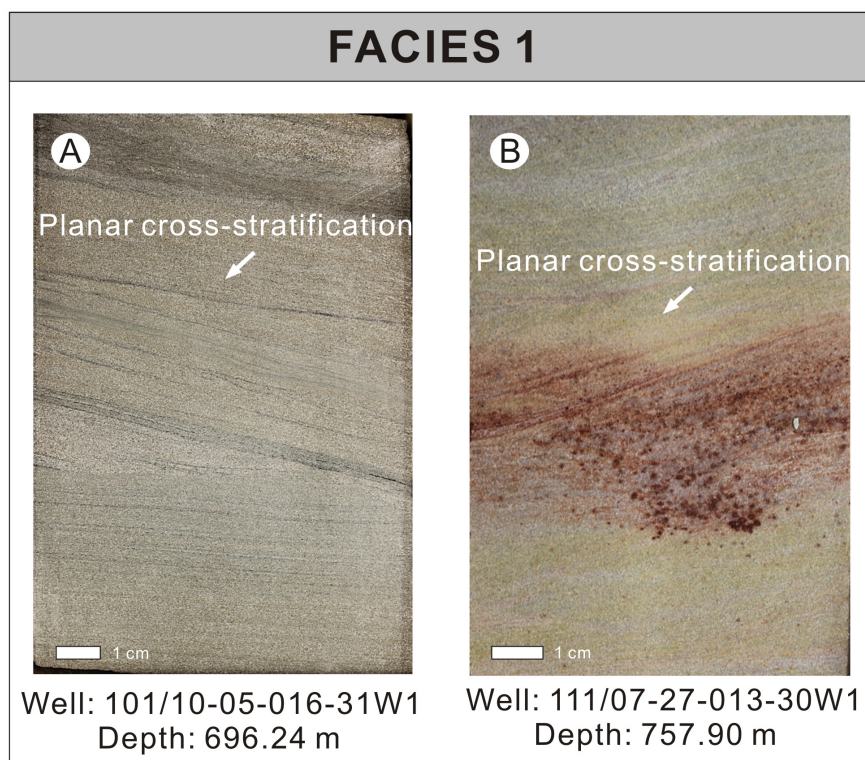 FACIES 1
A
Planar cross-stratification
1 cm
Well: 101/10-05-016-31W1
Depth: 696.24 m
B
Planar cross-stratification
1 cm
Well: 111/07-27-013-30W1
Depth: 757.90 m